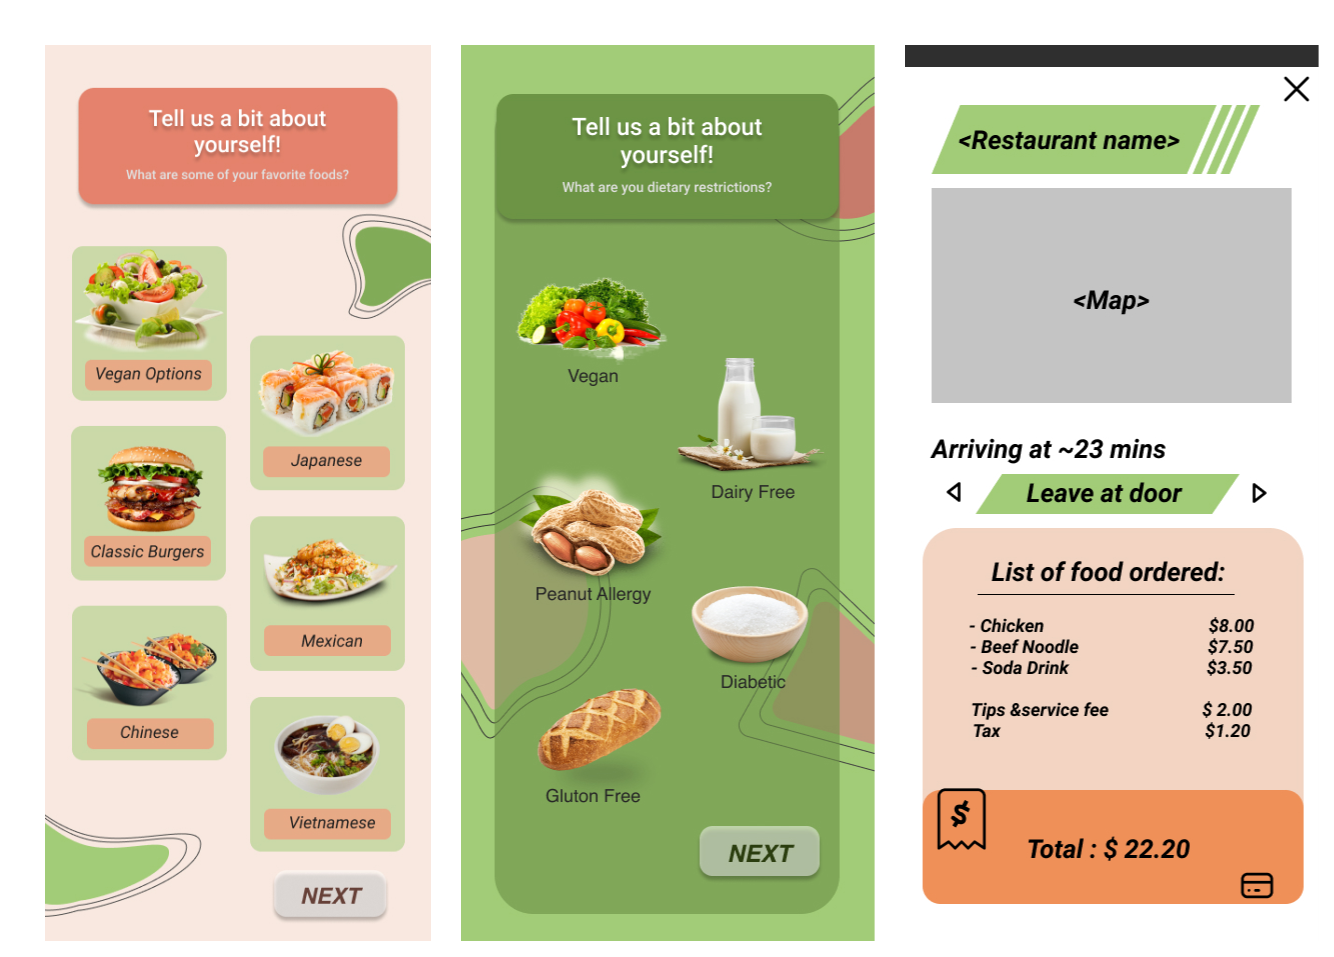 Tell us a bit about
yourself!
What are some of your favorite foods?
Vegan Options
Japanese
Classic Burgers
Mexican
Chinese
Vietnamese
NEXT
Tell us a bit about
yourself!
What are you dietary restrictions?
Vegan
Dairy Free
Peanut Allergy
Diabetic
Gluton Free
NEXT
<Restaurant name>
<Map>
Arriving at ~23 mins
Leave at door
List of food ordered:
- Chicken $8.00
- Beef Noodle $7.50
- Soda Drink $3.50
Tips &service fee $ 2.00
Tax $1.20
$
Total : $ 22.20